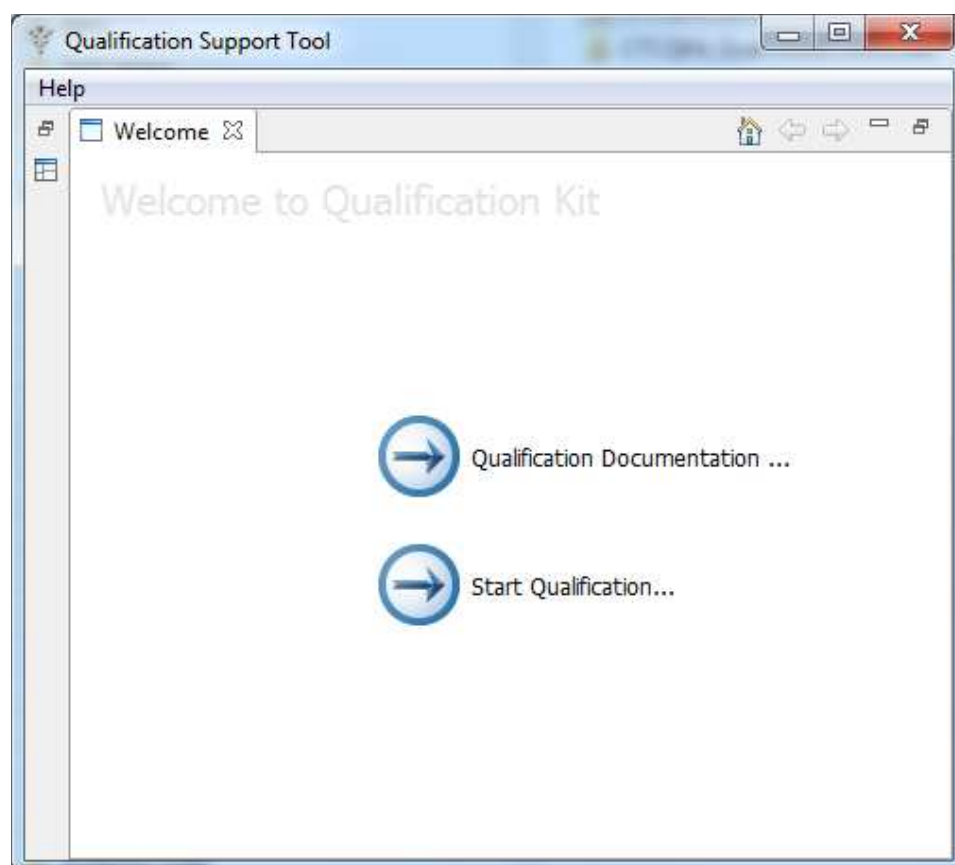 Qualification Support Tool
Help
Welcome
Welcome to Qualification Kit
Qualification Documentation ...
Start Qualification...